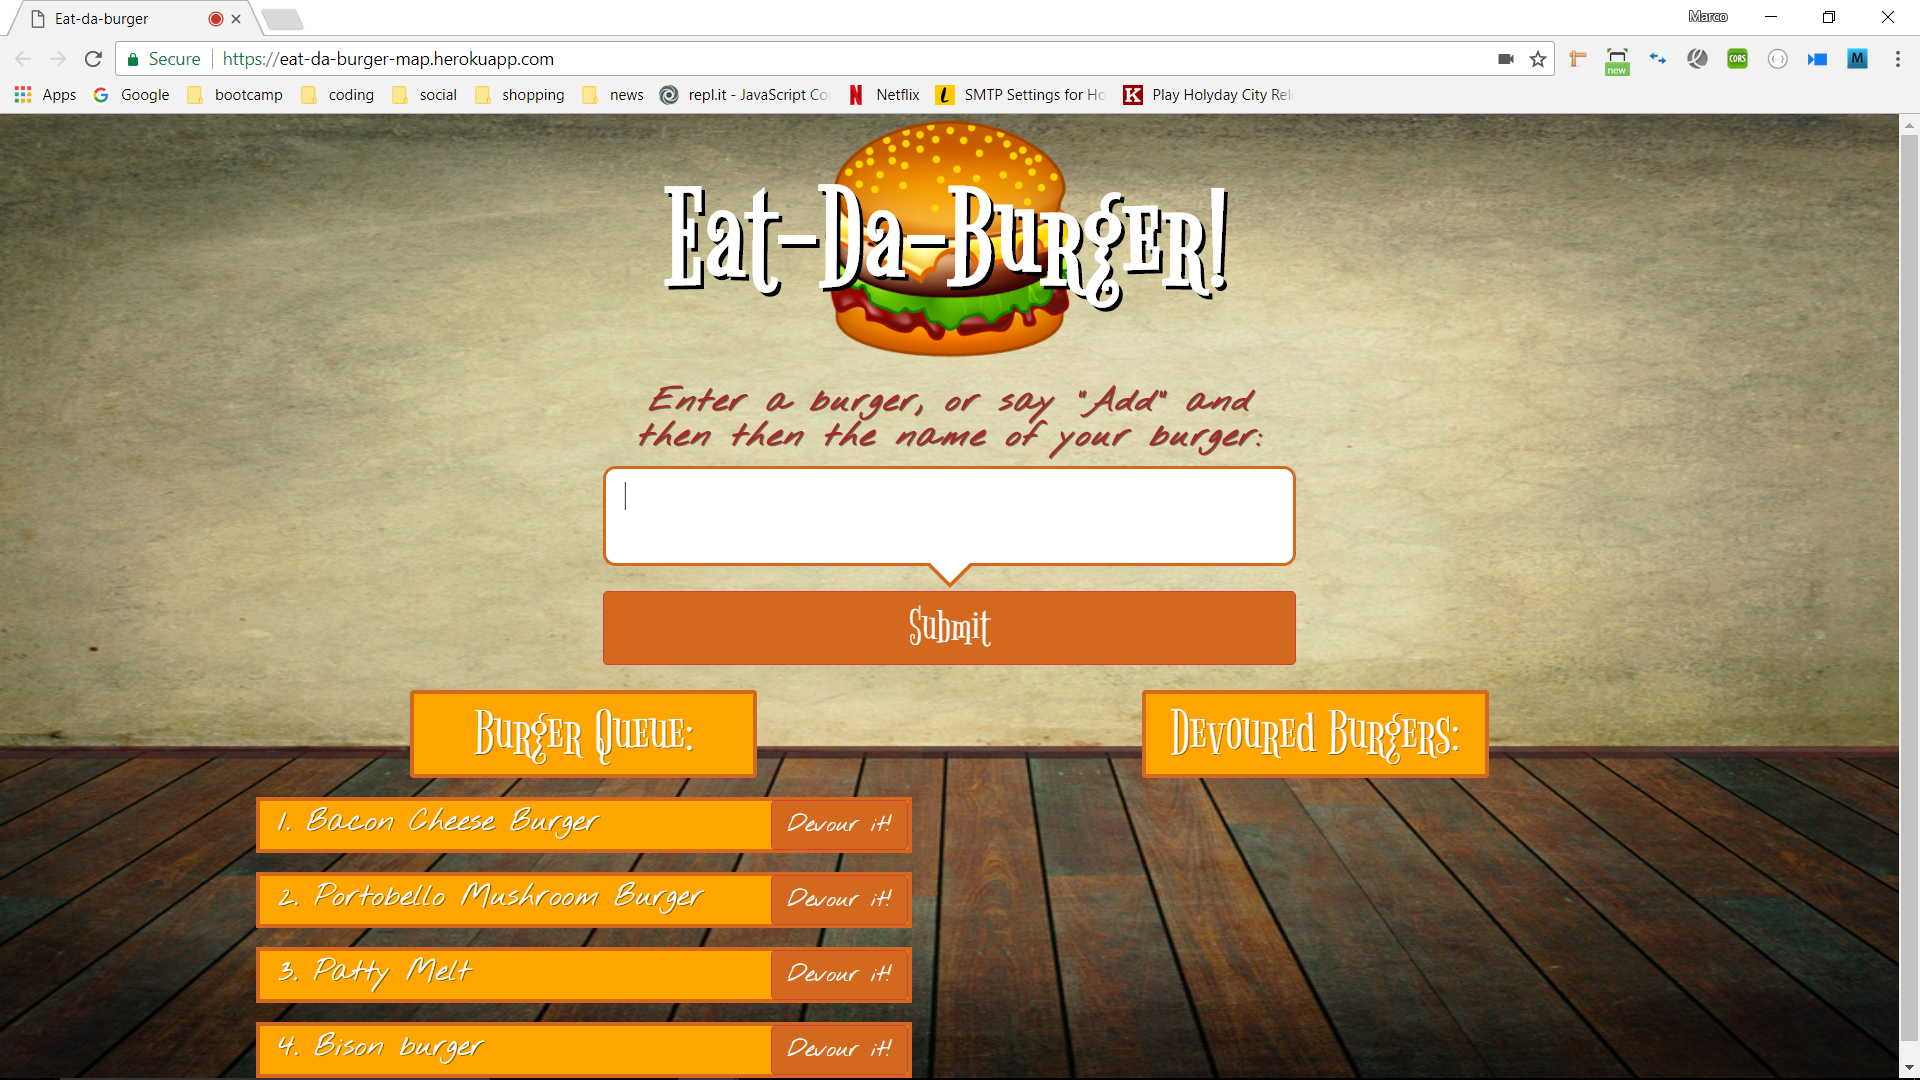 Eat-da-burger
Marco
Secure
https://eat-da-burger-map.herokuapp.com
new
CORS
M
Apps
Google
bootcamp
coding
social
shopping
news
repl.it - JavaScript Co
Netflix
SMTP Settings for Ho
Play Holyday City Rel
Eat-Da-Burger!
Enter a burger, or say "Add" and
then then the name of your burger:
Submit
Burger Queue:
Devoured Burgers:
1. Bacon Cheese Burger
Devour it!
2. Portobello Mushroom Burger
Devour it!
3. Patty Melt
Devour it!
4. Bison burger
Devour it!